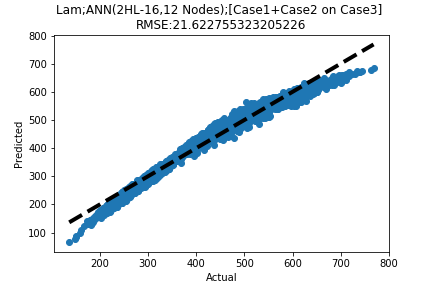 Lam;ANN(2HL-16,12 Nodes);[Case1+Case2 on Case3]
RMSE:21.622755323205226
800
700
600
500
400
300
200
100
Predicted
200 300 400 500 600 700 800
Actual